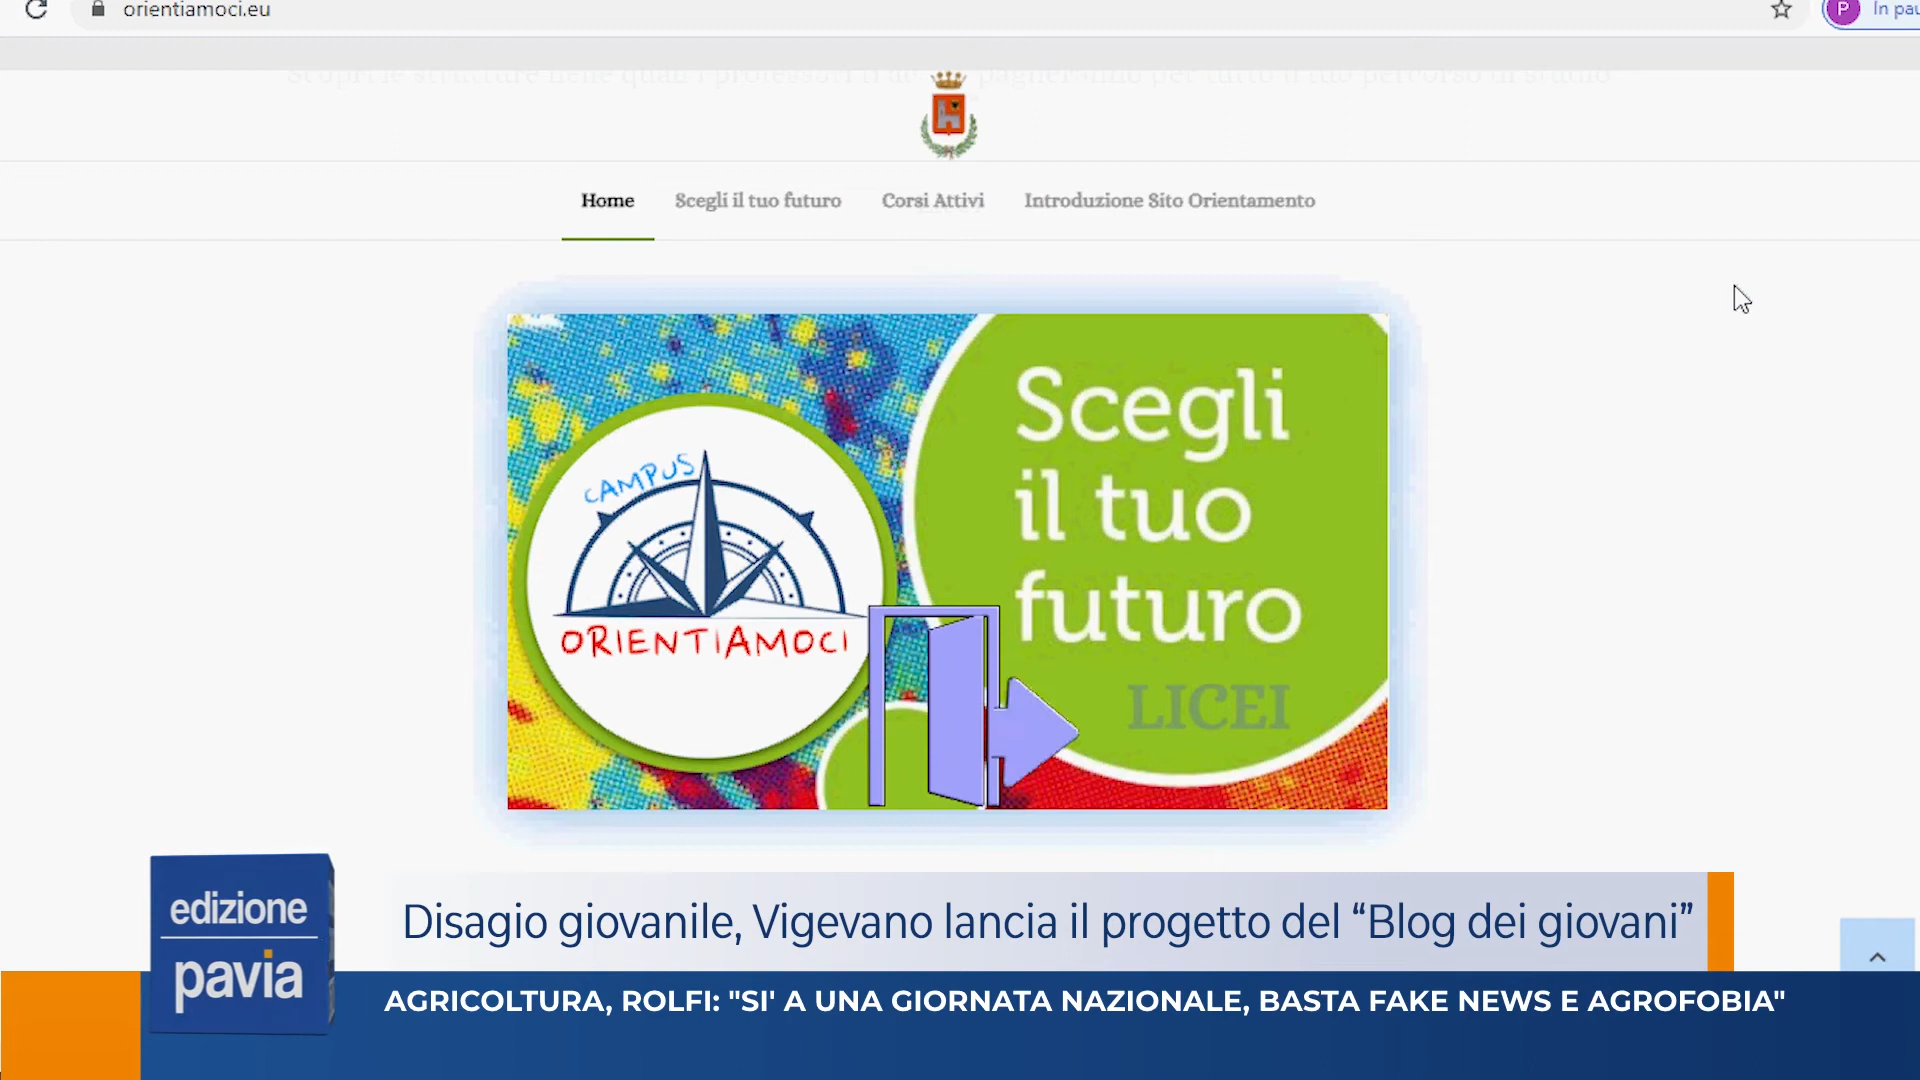 orientiamoci.eu
P
In pau
Home
Scegli il tuo futuro
Corsi Attivi
Introduzione Sito Orientamento
CAMPUS
ORIENTIAMOCI
Scegli
il tuo
futuro
LICEI
edizione
pavia
Disagio giovanile, Vigevano lancia il progetto del “Blog dei giovani”
AGRICOLTURA, ROLFI: "SI' A UNA GIORNATA NAZIONALE, BASTA FAKE NEWS E AGROFOBIA"